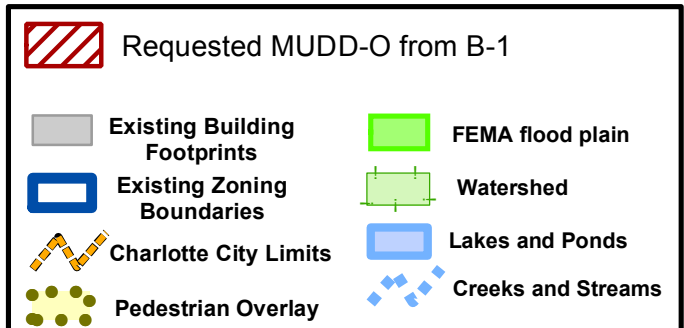 Requested MUDD-O from B-1
Existing Building
Footprints
Existing Zoning
Boundaries
Charlotte City Limits
Pedestrian Overlay
FEMA flood plain
Watershed
Lakes and Ponds
Creeks and Streams